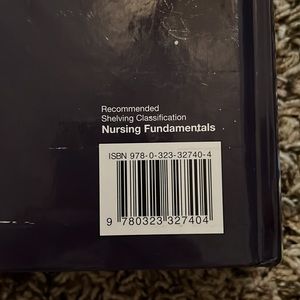 Recommended
Shelving Classification
Nursing Fundamentals
ISBN 978-0-323-32740-4
9 780323 327404